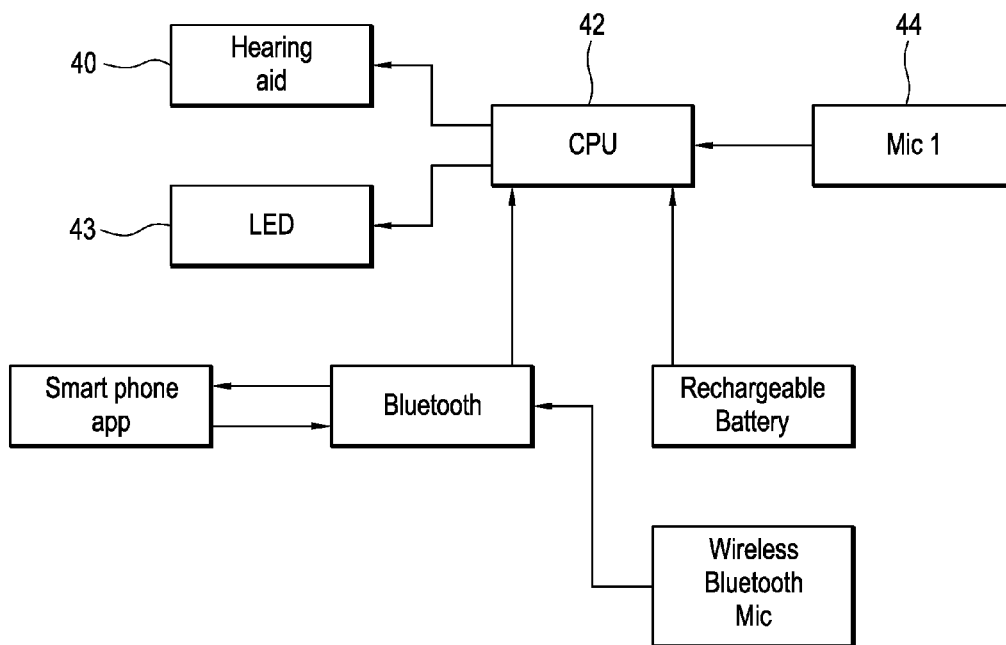 42
44
40
Hearing
aid
CPU
Mic 1
43
LED
Smart phone
app
Bluetooth
Rechargeable
Battery
Wireless
Bluetooth
Mic